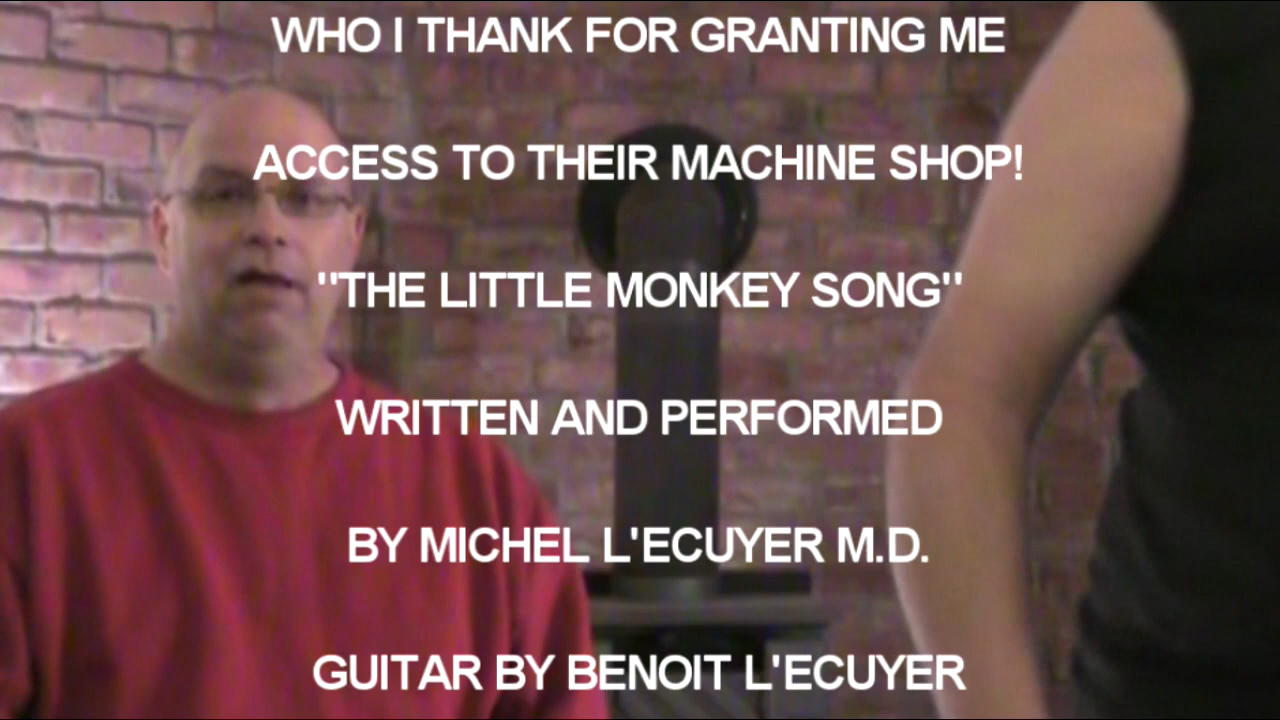 WHO I THANK FOR GRANTING ME
ACCESS TO THEIR MACHINE SHOP!
"THE LITTLE MONKEY SONG"
WRITTEN AND PERFORMED
BY MICHEL L'ECUYER M.D.
GUITAR BY BENOIT L'ECUYER